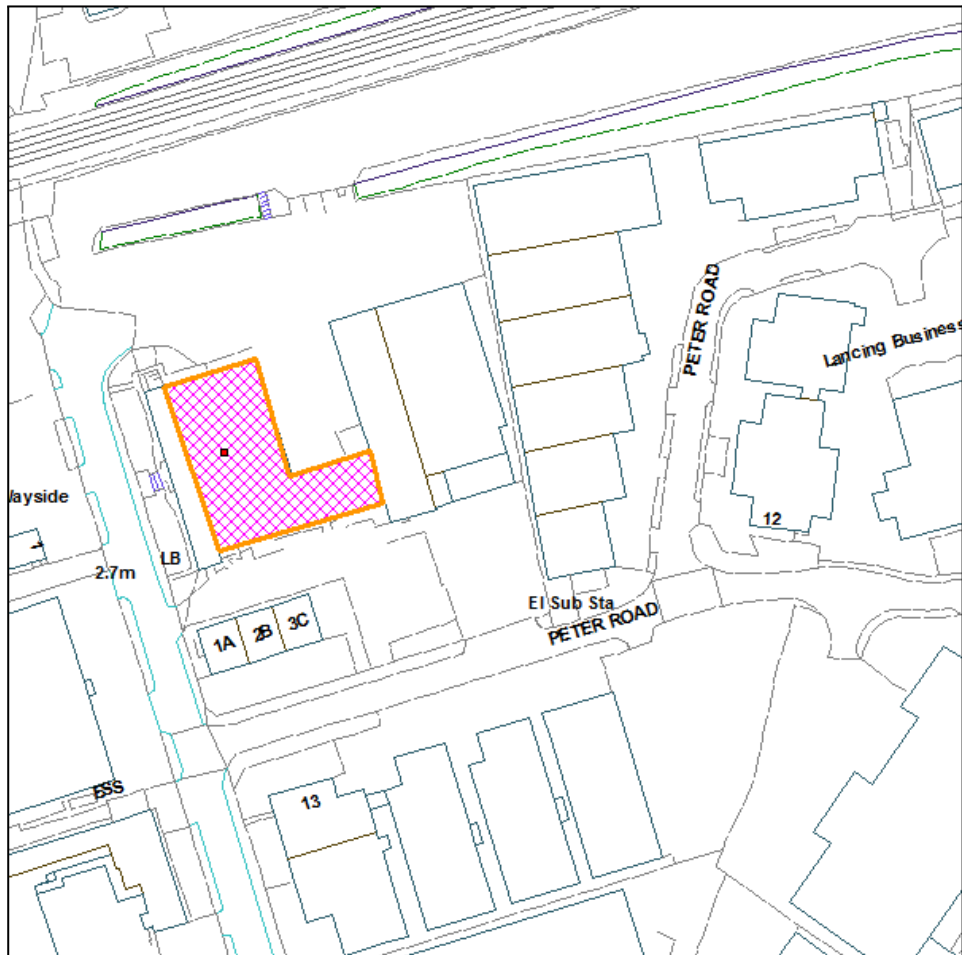 PETER ROAD
Lancing Business
Wayside
1
LB
2.7m
12
El Sub Sta
PETER ROAD
1A
2B
3C
ESS
13